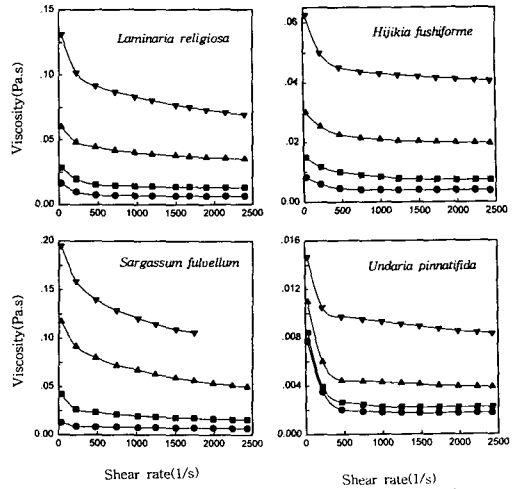 Laminaria religiosa
Viscosity(Pa.s)
.15
.10
.05
0.00
0 500 1000 1500 2000 2500
Hijikia fushiforme
.06
.04
.02
0.00
0 500 1000 1500 2000 2500
Sargassum fulvellum
Viscosity(Pa.s)
.20
.15
.10
.05
0.00
0 500 1000 1500 2000 2500
Shear rate(1/s)
Undaria pinnatifida
.016
.012
.008
.004
0.000
0 500 1000 1500 2000 2500
Shear rate(1/s)